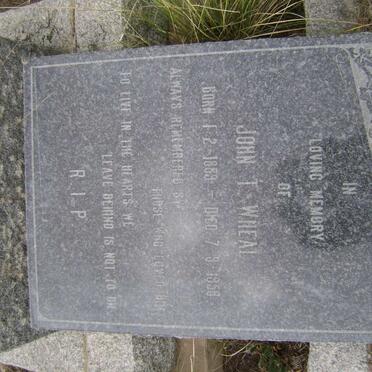 IN
LOVING MEMORY
OF
JOHN T. WHEAL
BORN 1.2.1883 – DIED 7.9.1958
ALWAYS REMEMBERED BY
TO LIVE IN THE HEARTS WE
LEAVE BEHIND IS NOT TO DIE
R.I.P.